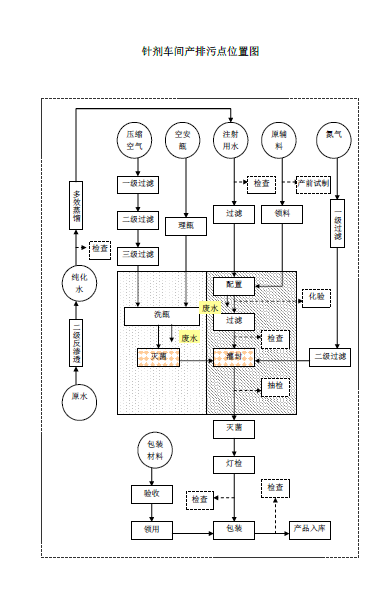 针剂车间产排污点位置图
压缩
空气
空安
瓿
注射
用水
原辅
料
氮气
一级过滤
检查
产前试制
多效蒸馏
二级过滤
理瓶
过滤
领料
一级过滤
检查
三级过滤
纯化
水
配置
化验
洗瓶
废水
过滤
二级反渗透
废水
检查
灭菌
灌封
二级过滤
抽检
原水
灭菌
包装
材料
灯检
验收
检查
检查
领用
包装
产品入库